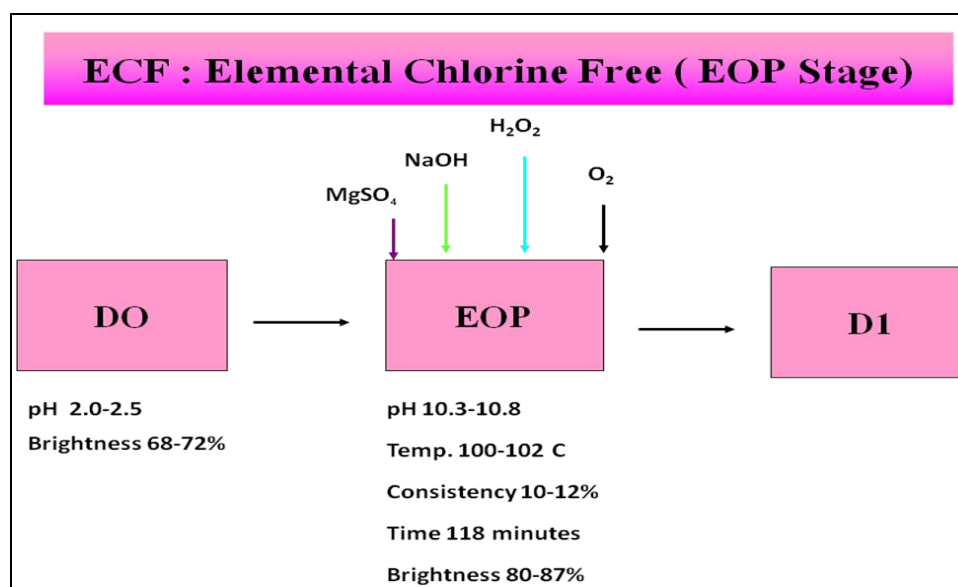 ECF : Elemental Chlorine Free ( EOP Stage)
H₂O₂
NaOH
O₂
MgSO₄
DO
EOP
D1
pH 2.0-2.5
Brightness 68-72%
pH 10.3-10.8
Temp. 100-102 C
Consistency 10-12%
Time 118 minutes
Brightness 80-87%